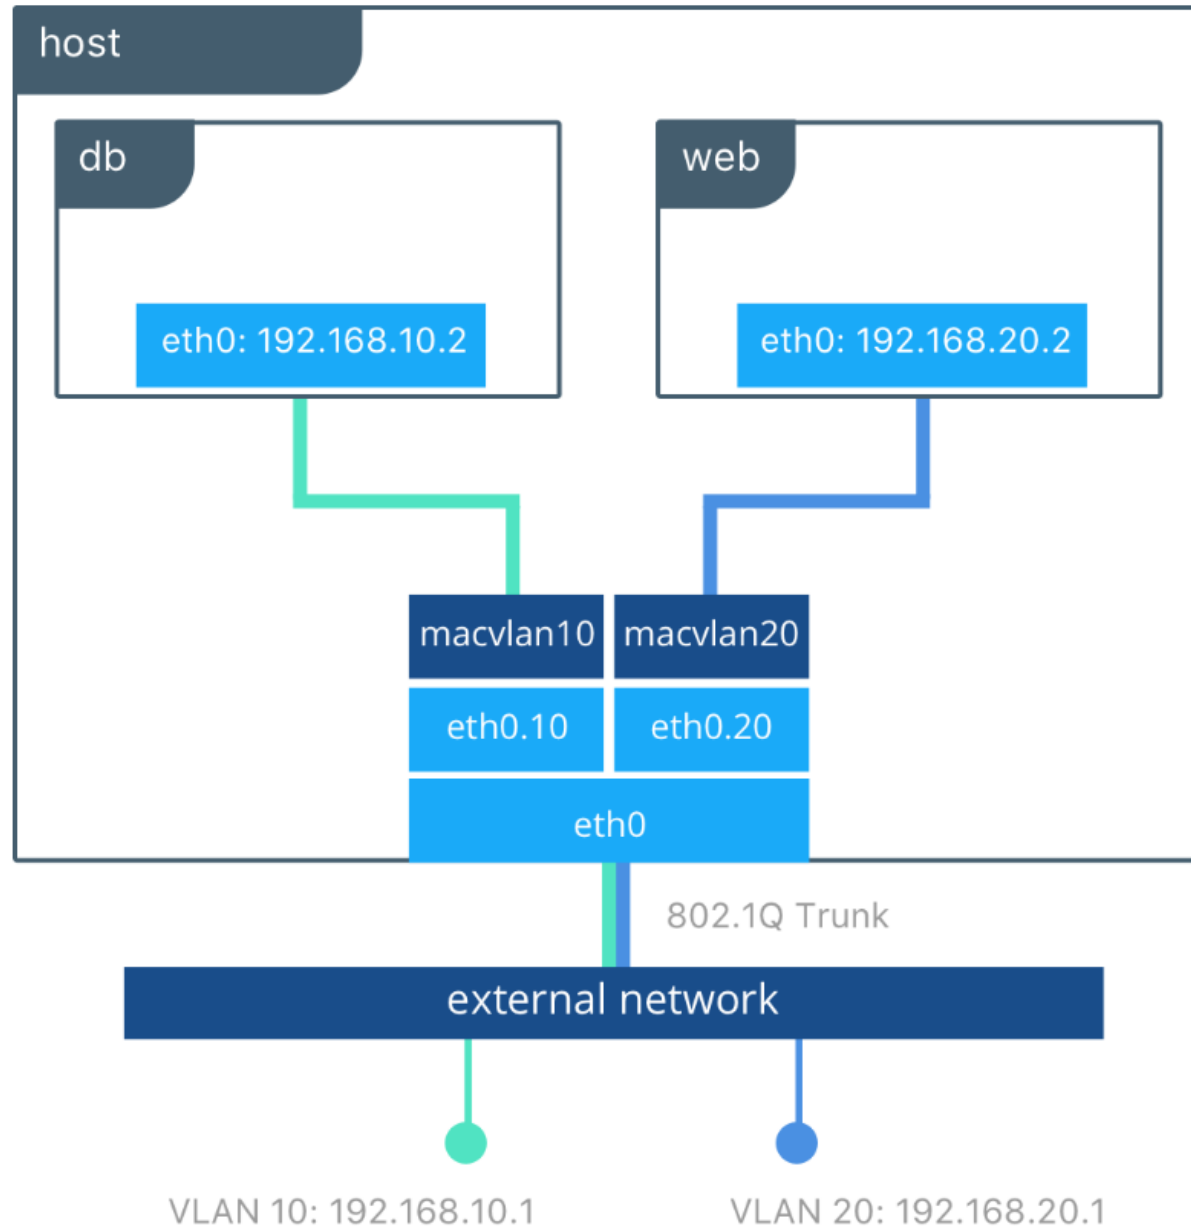 host
db
web
eth0: 192.168.10.2
eth0: 192.168.20.2
macvlan10
macvlan20
eth0.10
eth0.20
eth0
802.1Q Trunk
external network
VLAN 10: 192.168.10.1
VLAN 20: 192.168.20.1